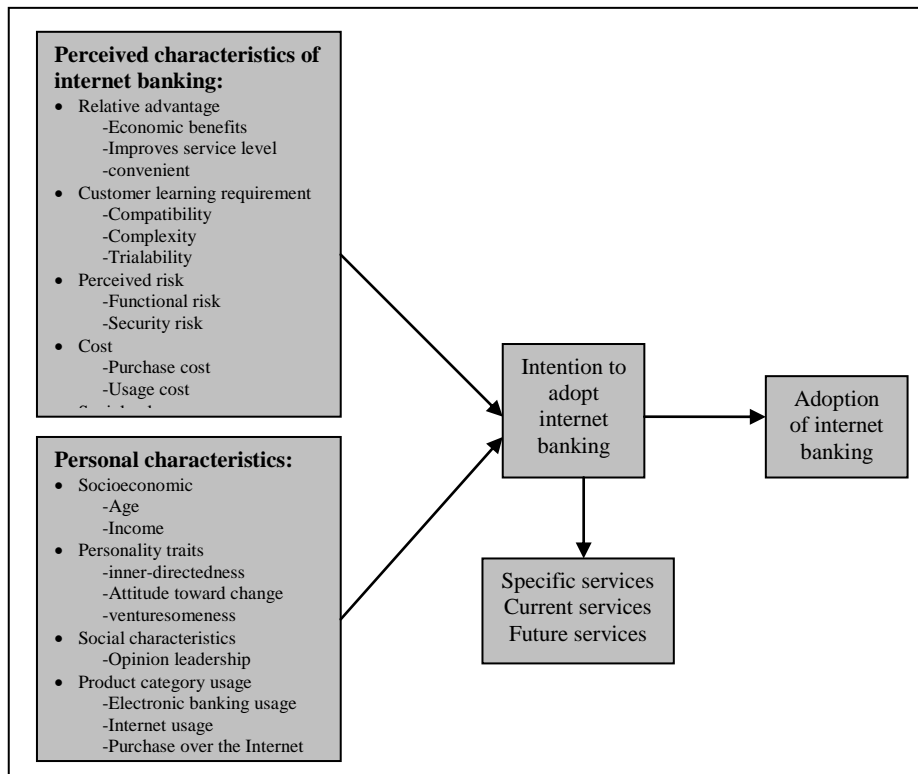 Perceived characteristics of
internet banking:
• Relative advantage
-Economic benefits
-Improves service level
-convenient
• Customer learning requirement
-Compatibility
-Complexity
-Trialability
• Perceived risk
-Functional risk
-Security risk
• Cost
-Purchase cost
-Usage cost
Personal characteristics:
• Socioeconomic
-Age
-Income
• Personality traits
-inner-directedness
-Attitude toward change
-venturesomeness
• Social characteristics
-Opinion leadership
• Product category usage
-Electronic banking usage
-Internet usage
-Purchase over the Internet
Intention to
adopt
internet
banking
Adoption
of internet
banking
Specific services
Current services
Future services